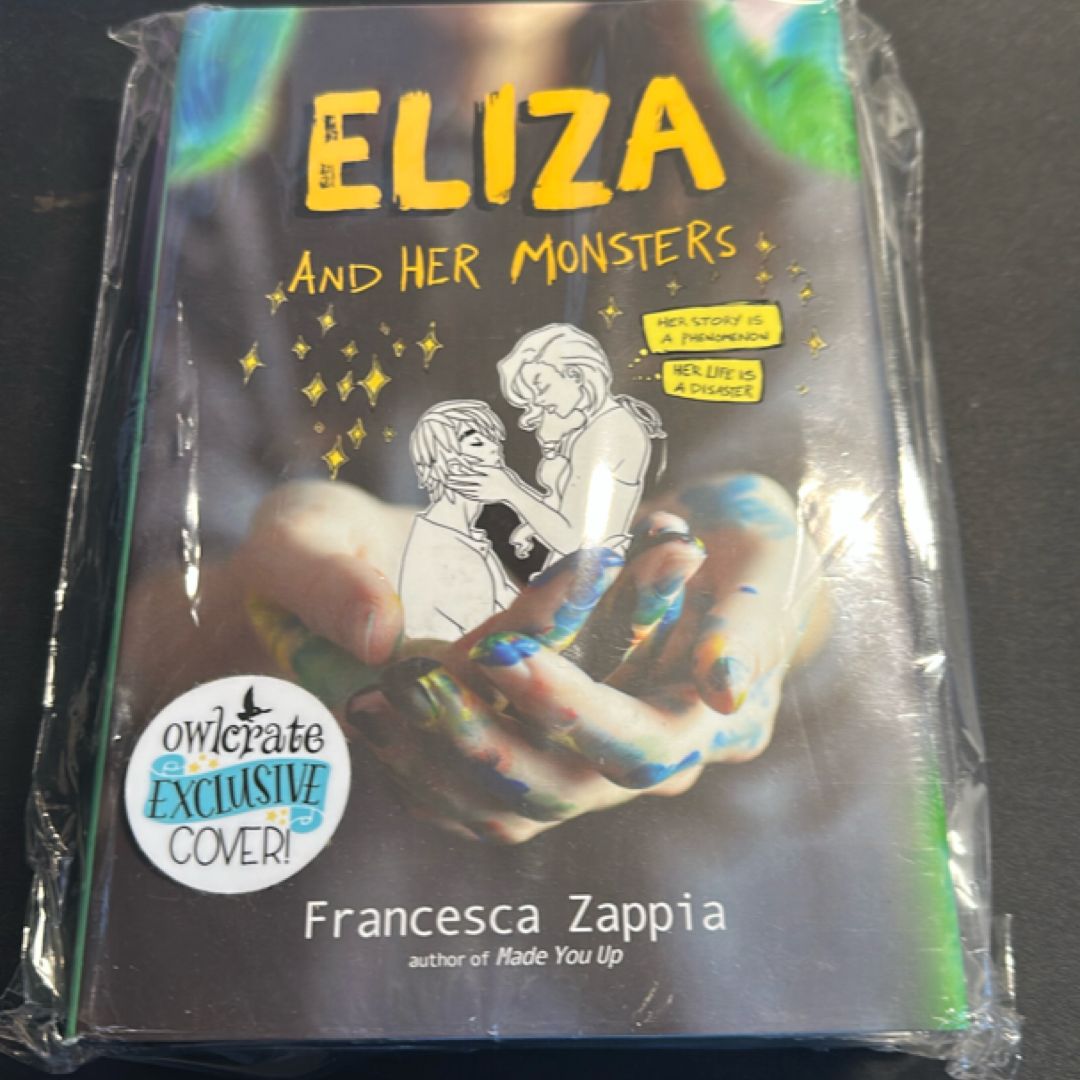 ELIZA
AND HER MONSTERS
HER STORY IS
A PHENOMENON
HER LIFE IS
A DISASTER
owlcrate
EXCLUSIVE
COVER!
Francesca Zappia
author of Made You Up